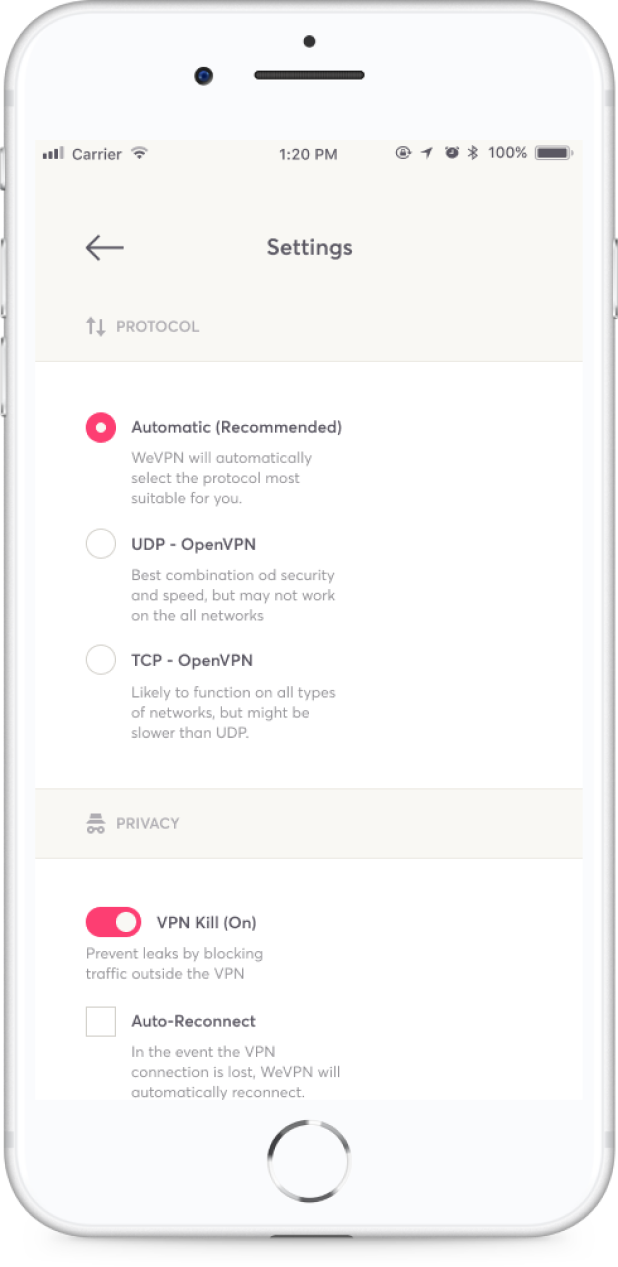 Carrier 1:20 PM 100%
Settings
PROTOCOL
Automatic (Recommended)
WeVPN will automatically
select the protocol most
suitable for you.
UDP - OpenVPN
Best combination od security
and speed, but may not work
on the all networks
TCP - OpenVPN
Likely to function on all types
of networks, but might be
slower than UDP.
PRIVACY
VPN Kill (On)
Prevent leaks by blocking
traffic outside the VPN
Auto-Reconnect
In the event the VPN
connection is lost, WeVPN will
automatically reconnect.